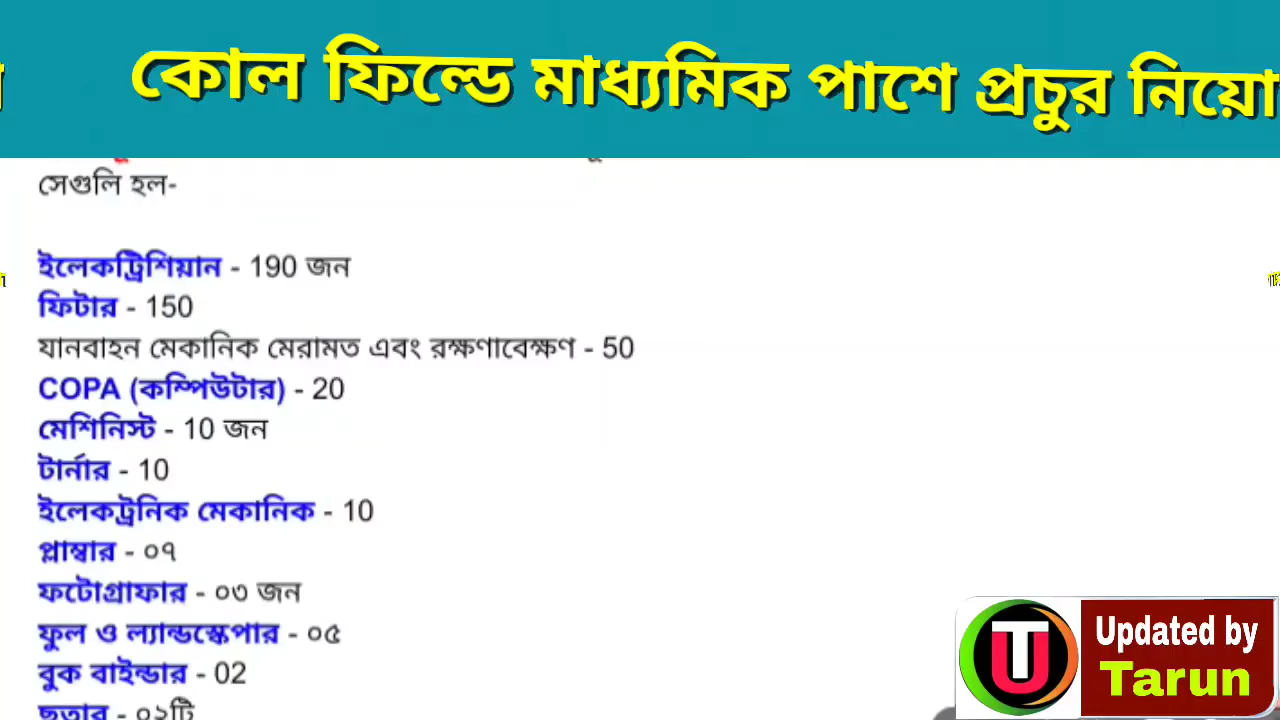 কোল ফিল্ডে মাধ্যমিক পাশে প্রচুর নিয়ো
সেগুলি হল-
ইলেকট্রিশিয়ান - 190 জন
ফিটার - 150
যানবাহন মেকানিক মেরামত এবং রক্ষণাবেক্ষণ - 50
COPA (কম্পিউটার) - 20
মেশিনিস্ট - 10 জন
টার্নার - 10
ইলেকট্রনিক মেকানিক - 10
প্লাম্বার - ০৭
ফটোগ্রাফার - ০৩ জন
ফুল ও ল্যান্ডস্কেপার - ০৫
বুক বাইন্ডার - 02
ছুতার - ০২টি
Updated by
Tarun